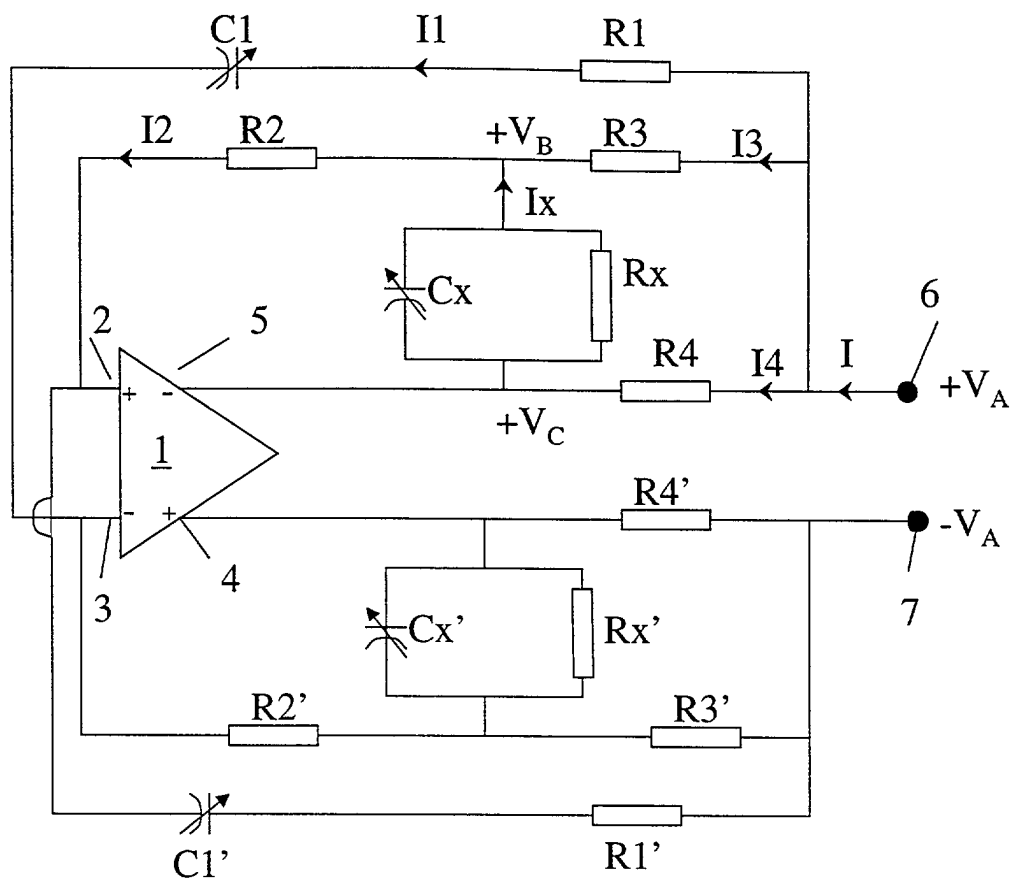 C1 I1 R1
I2 R2 +V_B R3 I3
Ix
Cx Rx
2 5 R4 I4 I 6
+ - +V_A
+V_C
1
R4'
- + -V_A
3 4 7
Cx' Rx'
R2' R3'
C1' R1'